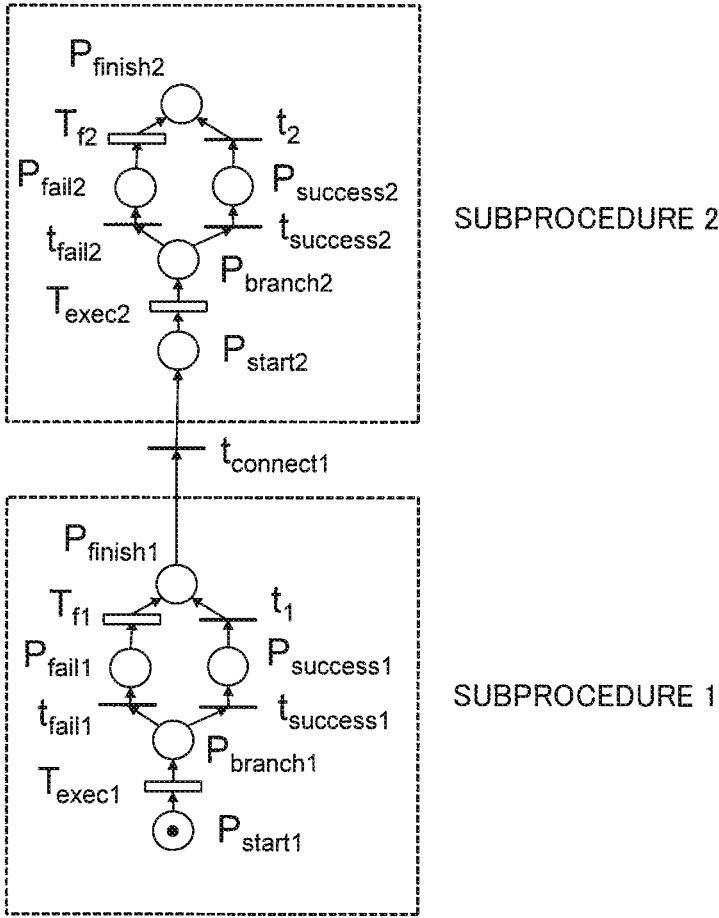 P_finish2
T_f2 t_2
P_fail2 P_success2
SUBPROCEDURE 2
t_fail2 t_success2
P_branch2
T_exec2
P_start2
t_connect1
P_finish1
T_f1 t_1
P_fail1 P_success1
SUBPROCEDURE 1
t_fail1 t_success1
P_branch1
T_exec1
P_start1